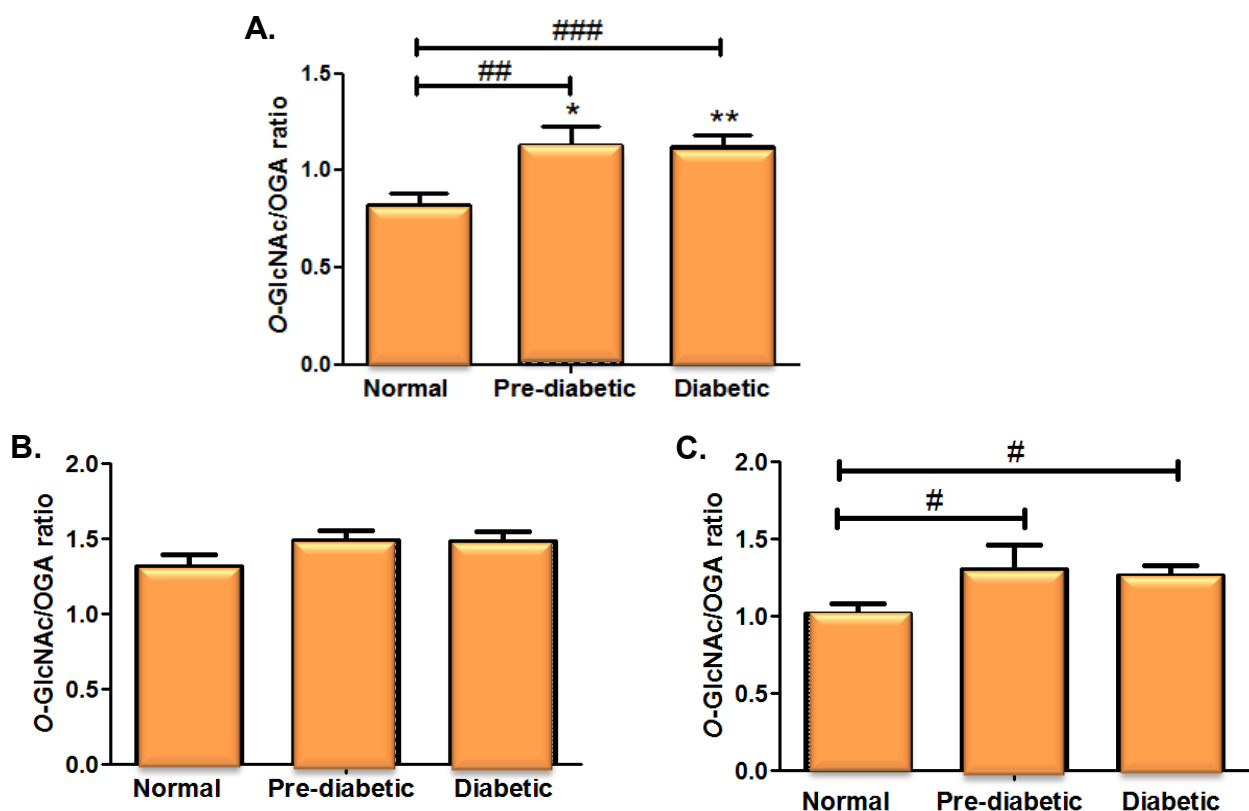 A.
###
##
* **
O-GlcNAc/OGA ratio
1.5
1.0
0.5
0.0
Normal Pre-diabetic Diabetic
B.
O-GlcNAc/OGA ratio
2.0
1.5
1.0
0.5
0.0
Normal Pre-diabetic Diabetic
C.
#
#
O-GlcNAc/OGA ratio
2.0
1.5
1.0
0.5
0.0
Normal Pre-diabetic Diabetic